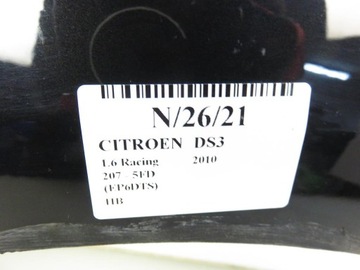 N/26/21
CITROEN DS3
1.6 Racing 2010
207 - 5FD
(EP6DTS)
HB